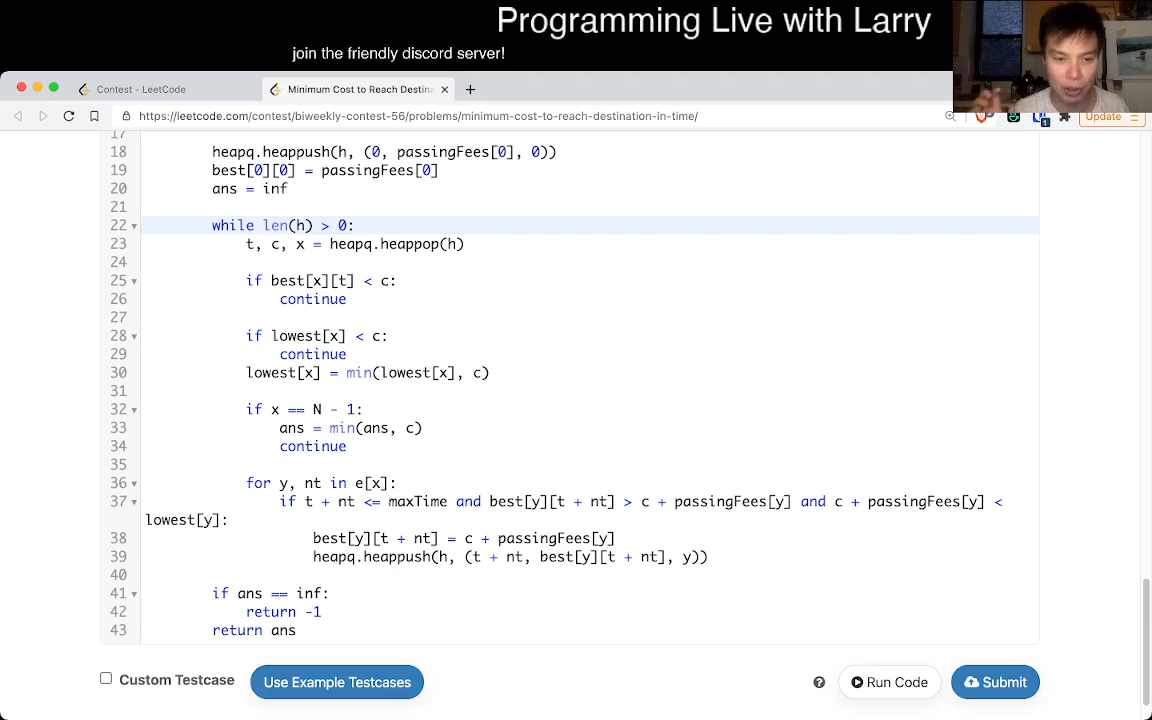 Programming Live with Larry
join the friendly discord server!
Contest - LeetCode
Minimum Cost to Reach Destina
https://leetcode.com/contest/biweekly-contest-56/problems/minimum-cost-to-reach-destination-in-time/
Update
17
18 heapq.heappush(h, (0, passingFees[0], 0))
19 best[0][0] = passingFees[0]
20 ans = inf
21
22 while len(h) > 0:
23 t, c, x = heapq.heappop(h)
24
25 if best[x][t] < c:
26 continue
27
28 if lowest[x] < c:
29 continue
30 lowest[x] = min(lowest[x], c)
31
32 if x == N - 1:
33 ans = min(ans, c)
34 continue
35
36 for y, nt in e[x]:
37 if t + nt <= maxTime and best[y][t + nt] > c + passingFees[y] and c + passingFees[y] <
lowest[y]:
38 best[y][t + nt] = c + passingFees[y]
39 heapq.heappush(h, (t + nt, best[y][t + nt], y))
40
41 if ans == inf:
42 return -1
43 return ans
Custom Testcase
Use Example Testcases
Run Code
Submit